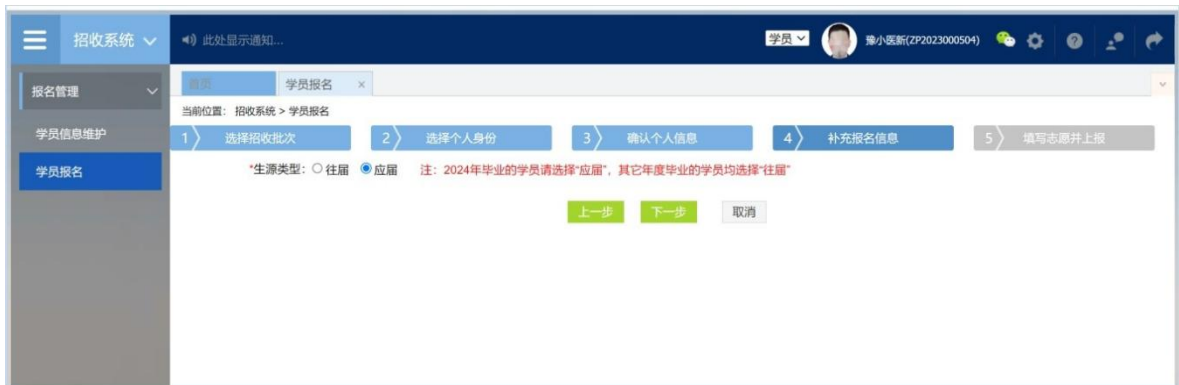 招收系统
此处显示通知...
学员
豫小医新(ZP2023000504)
报名管理
学员信息维护
学员报名
首页
学员报名 ×
当前位置: 招收系统 > 学员报名
1 选择招收批次
2 选择个人身份
3 确认个人信息
4 补充报名信息
5 填写志愿并上报
*生源类型: 往届 应届 注: 2024年毕业的学员请选择“应届”, 其它年度毕业的学员均选择“往届”
上一步 下一步 取消